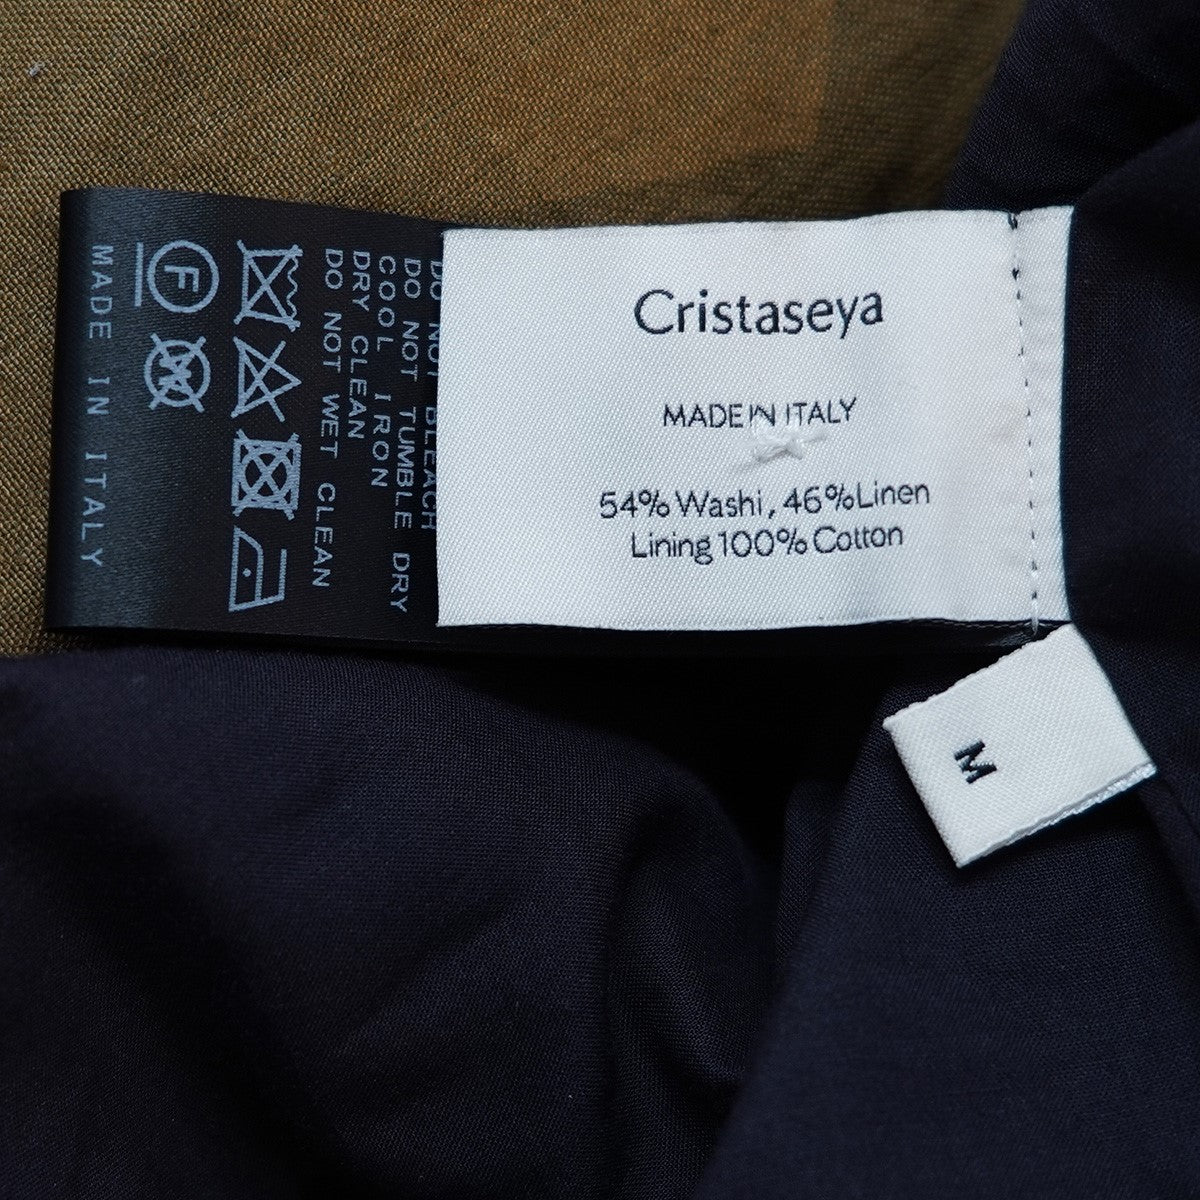 Cristaseya
MADE IN ITALY
54% Washi, 46% Linen
Lining 100% Cotton
M
DO NOT BLEACH
DO NOT TUMBLE DRY
COOL IRON
DRY CLEAN
DO NOT WET CLEAN
F
W
MADE IN ITALY